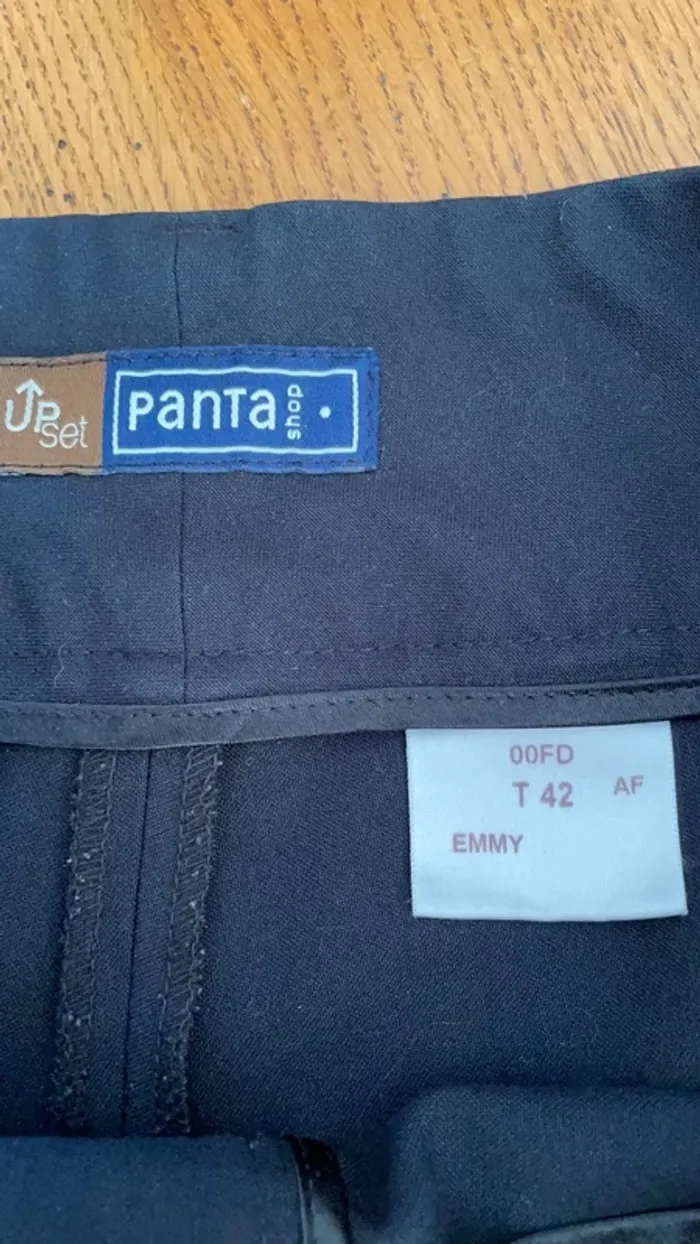 UPset
PANTA shop
00FD
T 42 AF
EMMY